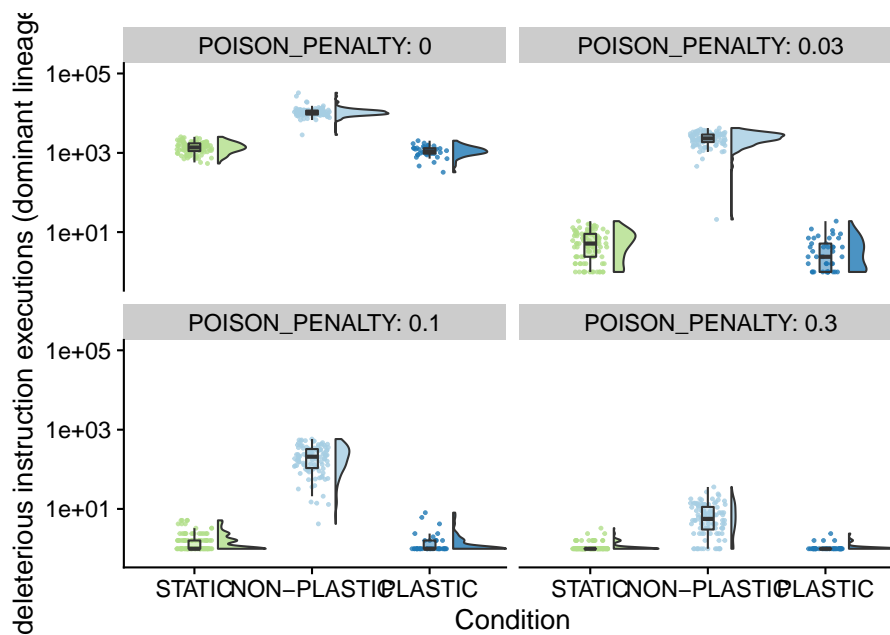 deleterious instruction executions (dominant lineage
POISON_PENALTY: 0
POISON_PENALTY: 0.03
1e+05
1e+03
1e+01
POISON_PENALTY: 0.1
POISON_PENALTY: 0.3
1e+05
1e+03
1e+01
STATIC NON−PLASTIC PLASTIC
STATIC NON−PLASTIC PLASTIC
Condition